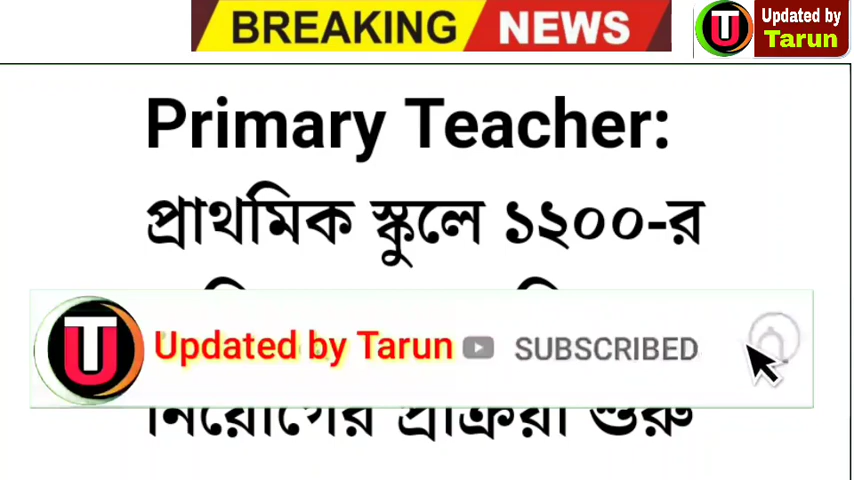 BREAKING NEWS
Updated by
Tarun
Primary Teacher:
প্রাথমিক স্কুলে ১২০০-র
Updated by Tarun SUBSCRIBED
নিয়োগের প্রক্রিয়া শুরু